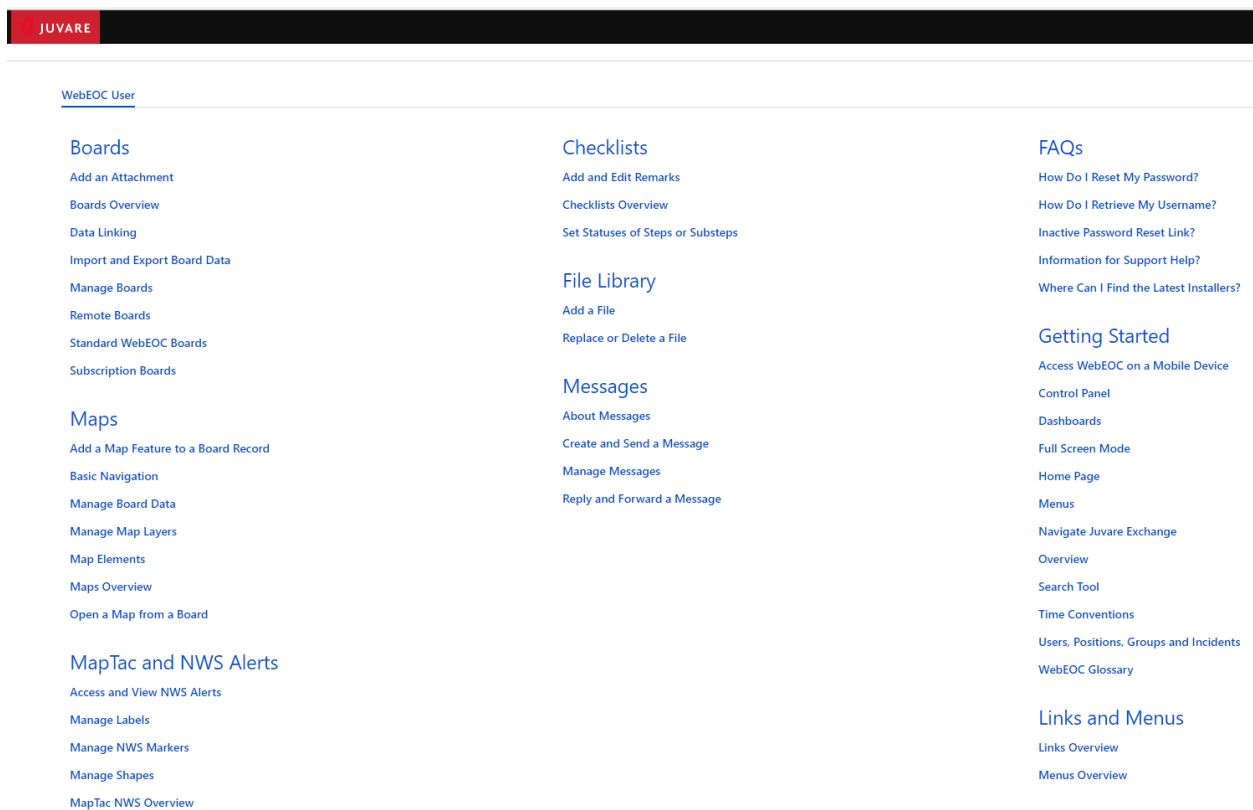 JUVARE
WebEOC User
Boards
Add an Attachment
Boards Overview
Data Linking
Import and Export Board Data
Manage Boards
Remote Boards
Standard WebEOC Boards
Subscription Boards
Maps
Add a Map Feature to a Board Record
Basic Navigation
Manage Board Data
Manage Map Layers
Map Elements
Maps Overview
Open a Map from a Board
MapTac and NWS Alerts
Access and View NWS Alerts
Manage Labels
Manage NWS Markers
Manage Shapes
MapTac NWS Overview
Checklists
Add and Edit Remarks
Checklists Overview
Set Statuses of Steps or Substeps
File Library
Add a File
Replace or Delete a File
Messages
About Messages
Create and Send a Message
Manage Messages
Reply and Forward a Message
FAQs
How Do I Reset My Password?
How Do I Retrieve My Username?
Inactive Password Reset Link?
Information for Support Help?
Where Can I Find the Latest Installers?
Getting Started
Access WebEOC on a Mobile Device
Control Panel
Dashboards
Full Screen Mode
Home Page
Menus
Navigate Juvare Exchange
Overview
Search Tool
Time Conventions
Users, Positions, Groups and Incidents
WebEOC Glossary
Links and Menus
Links Overview
Menus Overview